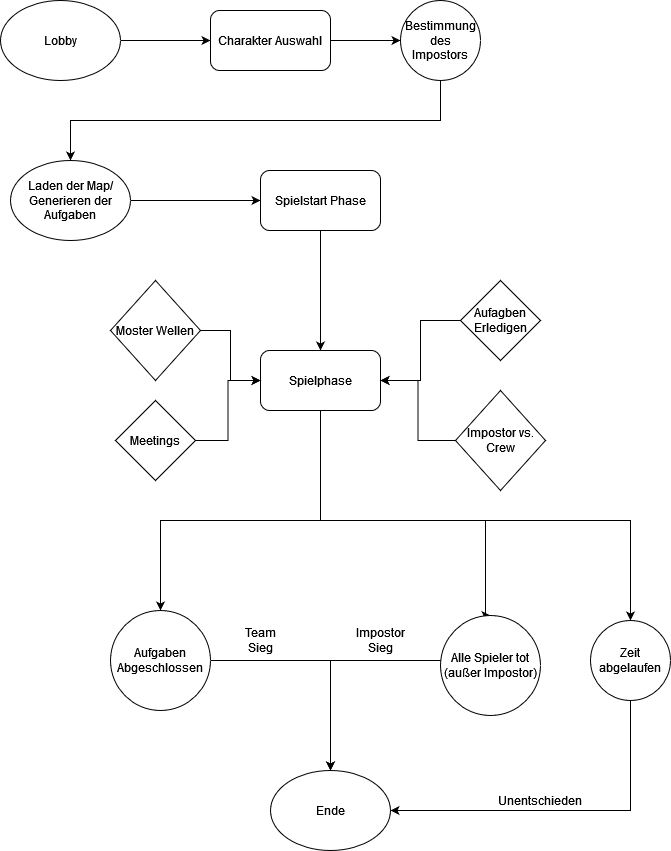 Lobby
Charakter Auswahl
Bestimmung
des
Impostors
Laden der Map/
Generieren der
Aufgaben
Spielstart Phase
Moster Wellen
Aufagben
Erledigen
Spielphase
Meetings
Impostor vs.
Crew
Aufgaben
Abgeschlossen
Team
Sieg
Impostor
Sieg
Alle Spieler tot
(außer Impostor)
Zeit
abgelaufen
Ende
Unentschieden